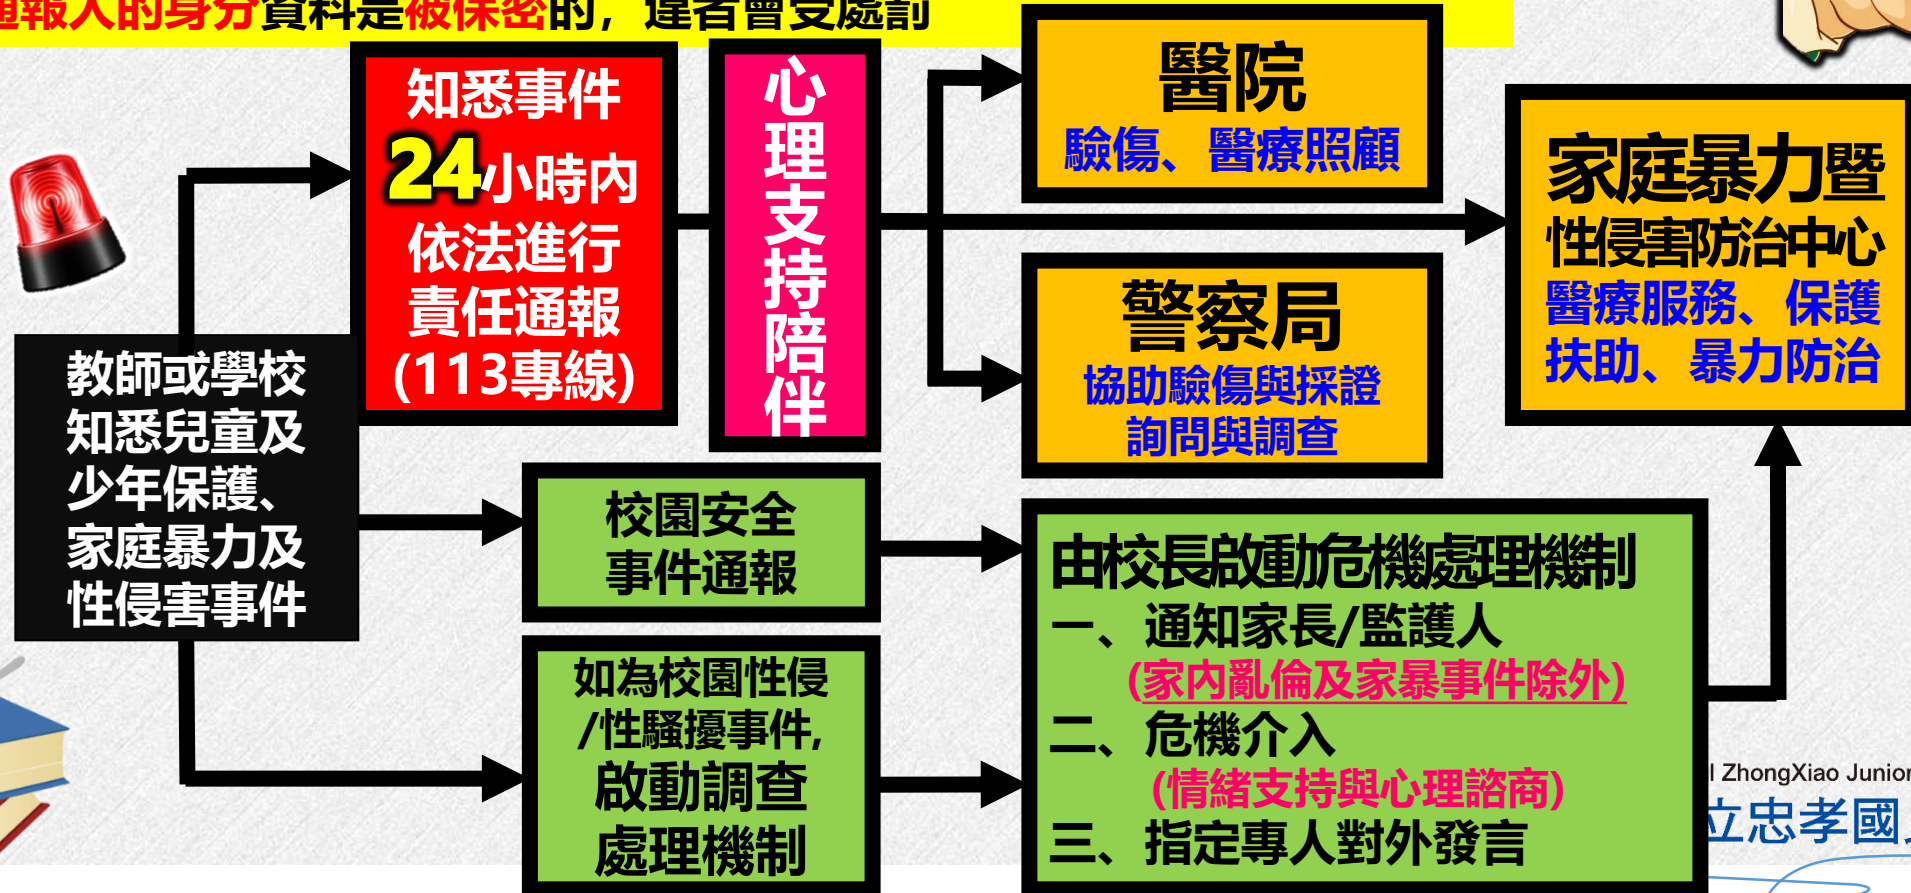 通報人的身分資料是被保密的，違者會受處罰
知悉事件
24小時內
依法進行
責任通報
(113專線)
心理支持陪伴
醫院
驗傷、醫療照顧
警察局
協助驗傷與採證
詢問與調查
家庭暴力暨
性侵害防治中心
醫療服務、保護
扶助、暴力防治
教師或學校
知悉兒童及
少年保護、
家庭暴力及
性侵害事件
校園安全
事件通報
如為校園性侵
/性騷擾事件,
啟動調查
處理機制
由校長啟動危機處理機制
一、通知家長/監護人
(家內亂倫及家暴事件除外)
二、危機介入
(情緒支持與心理諮商)
三、指定專人對外發言
l ZhongXiao Junior
立忠孝國